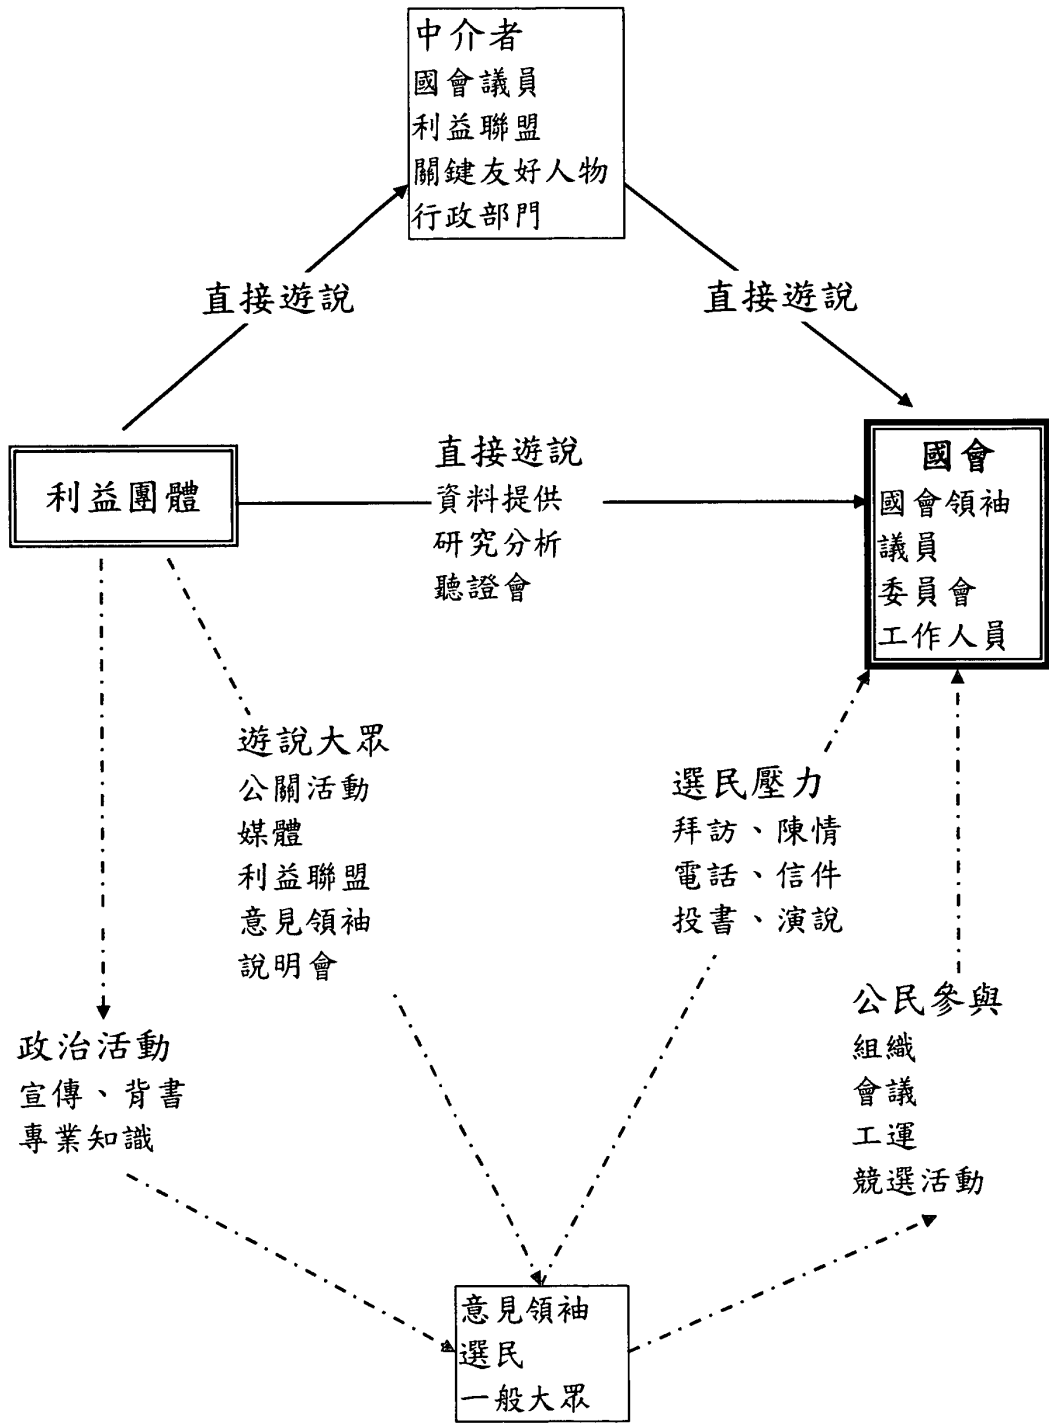 中介者
國會議員
利益聯盟
關鍵友好人物
行政部門
直接遊說
直接遊說
利益團體
直接遊說
資料提供
研究分析
聽證會
國會
國會領袖
議員
委員會
工作人員
遊說大眾
公關活動
媒體
利益聯盟
意見領袖
說明會
選民壓力
拜訪、陳情
電話、信件
投書、演說
政治活動
宣傳、背書
專業知識
公民參與
組織
會議
工運
競選活動
意見領袖
選民
一般大眾